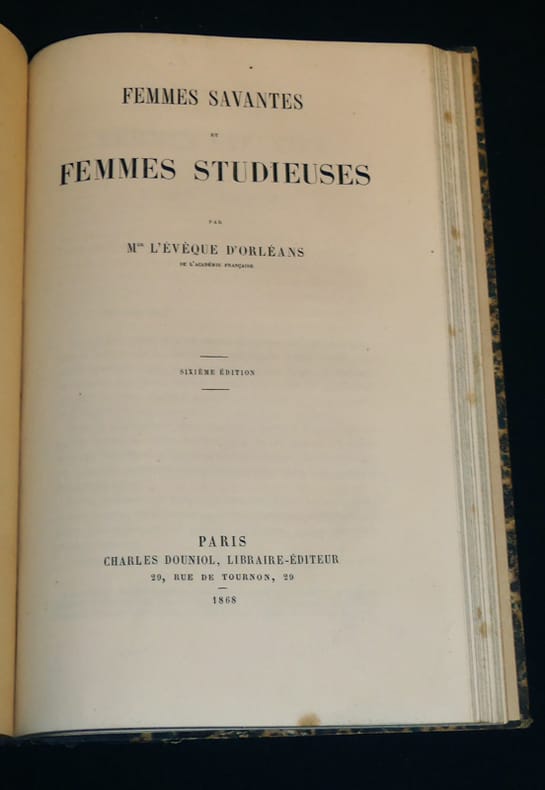 FEMMES SAVANTES
ET
FEMMES STUDIEUSES
PAR
Mgr L'ÉVÊQUE D'ORLÉANS
DE L'ACADÉMIE FRANÇAISE
SIXIÈME ÉDITION
PARIS
CHARLES DOUNIOL, LIBRAIRE-ÉDITEUR
29, RUE DE TOURNON, 29
1868